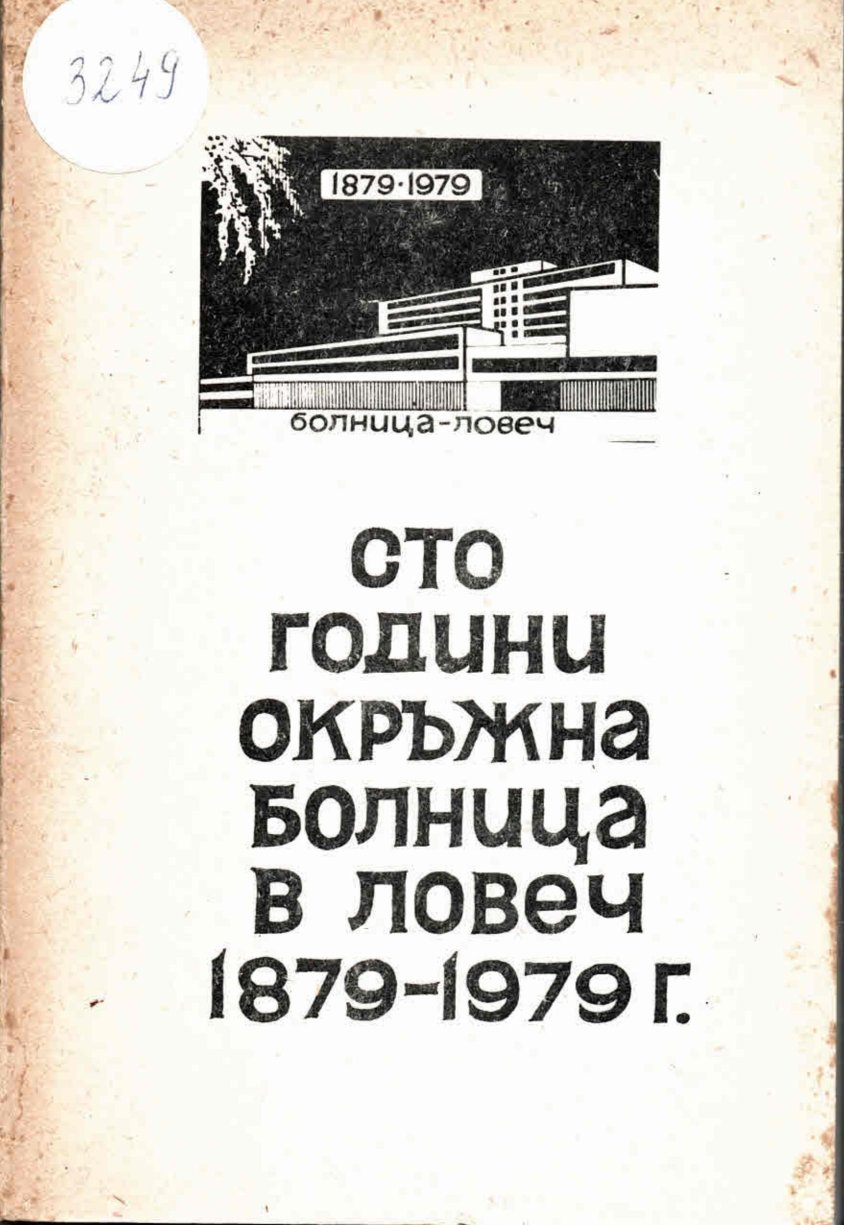 3249
1879·1979
болница-ловеч
СТО
ГОДИНИ
ОКРЪЖНА
БОЛНИЦА
В ЛОВЕЧ
1879-1979 Г.